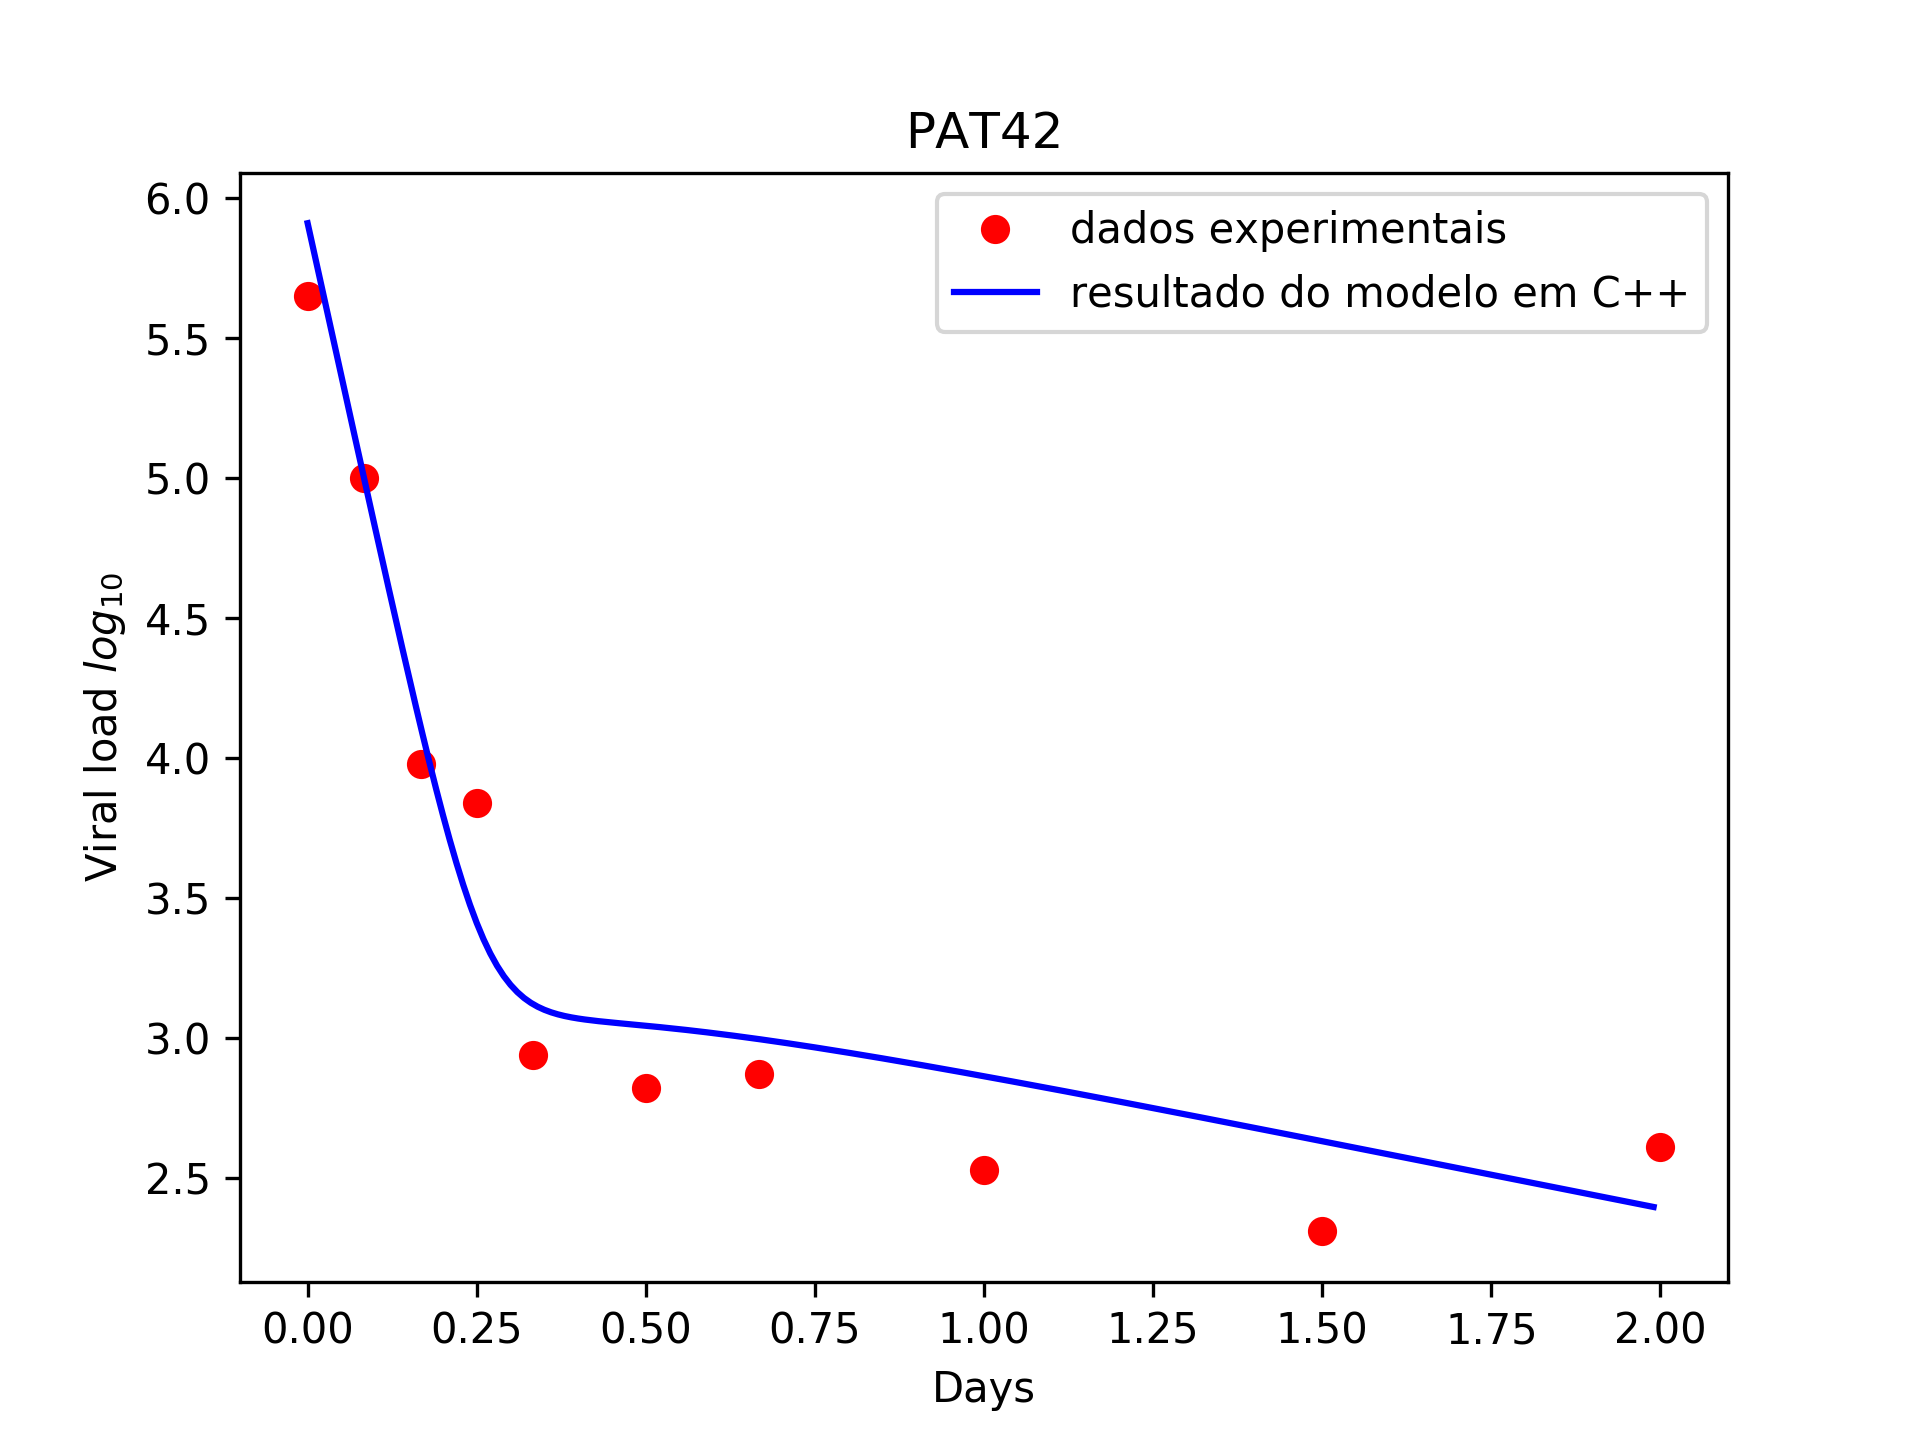 PAT42
dados experimentais
resultado do modelo em C++
Viral load log₁₀
6.0
5.5
5.0
4.5
4.0
3.5
3.0
2.5
0.00 0.25 0.50 0.75 1.00 1.25 1.50 1.75 2.00
Days